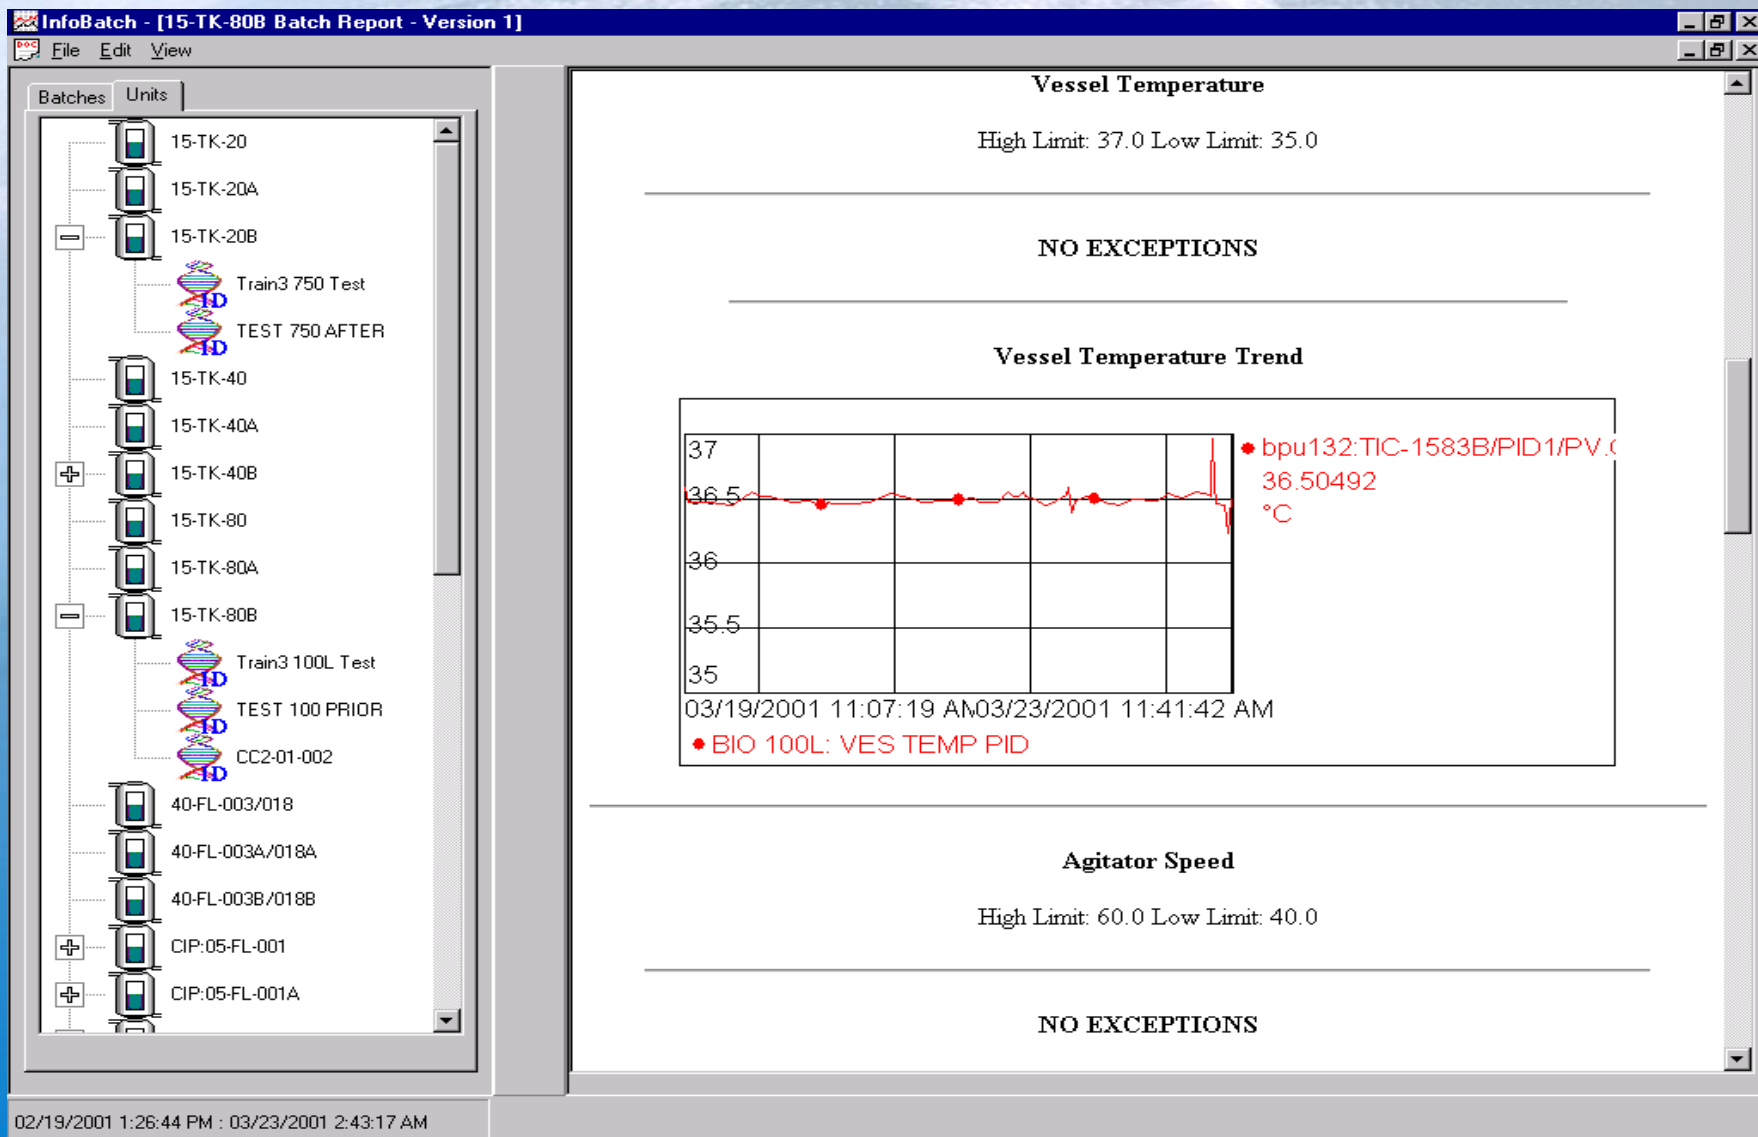 InfoBatch - [15-TK-80B Batch Report - Version 1]
File Edit View
Batches Units
15-TK-20
15-TK-20A
15-TK-20B
Train3 750 Test
TEST 750 AFTER
15-TK-40
15-TK-40A
15-TK-40B
15-TK-80
15-TK-80A
15-TK-80B
Train3 100L Test
TEST 100 PRIOR
CC2-01-002
40-FL-003/018
40-FL-003A/018A
40-FL-003B/018B
CIP:05-FL-001
CIP:05-FL-001A
Vessel Temperature
High Limit: 37.0 Low Limit: 35.0
NO EXCEPTIONS
Vessel Temperature Trend
37
36.5
36
35.5
35
03/19/2001 11:07:19 AM 03/23/2001 11:41:42 AM
bpu132:TIC-1583B/PID1/PV.
36.50492
°C
BIO 100L: VES TEMP PID
Agitator Speed
High Limit: 60.0 Low Limit: 40.0
NO EXCEPTIONS
02/19/2001 1:26:44 PM : 03/23/2001 2:43:17 AM